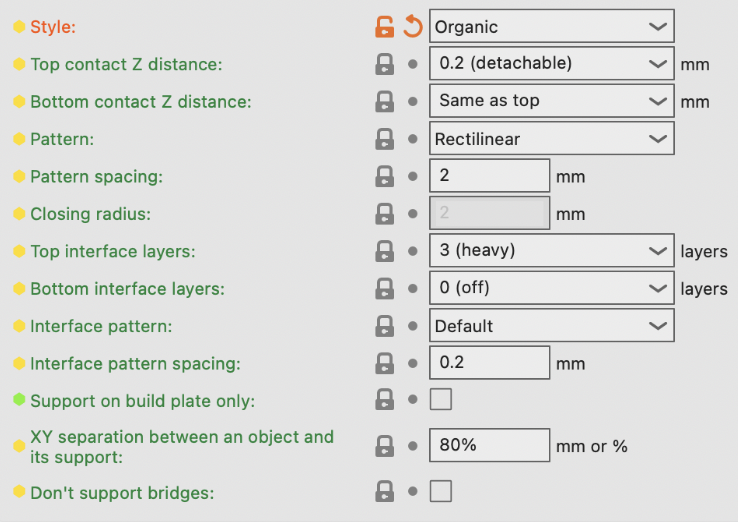 Style: Organic
Top contact Z distance: 0.2 (detachable) mm
Bottom contact Z distance: Same as top mm
Pattern: Rectilinear
Pattern spacing: 2 mm
Closing radius: 2 mm
Top interface layers: 3 (heavy) layers
Bottom interface layers: 0 (off) layers
Interface pattern: Default
Interface pattern spacing: 0.2 mm
Support on build plate only:
XY separation between an object and
its support: 80% mm or %
Don't support bridges: